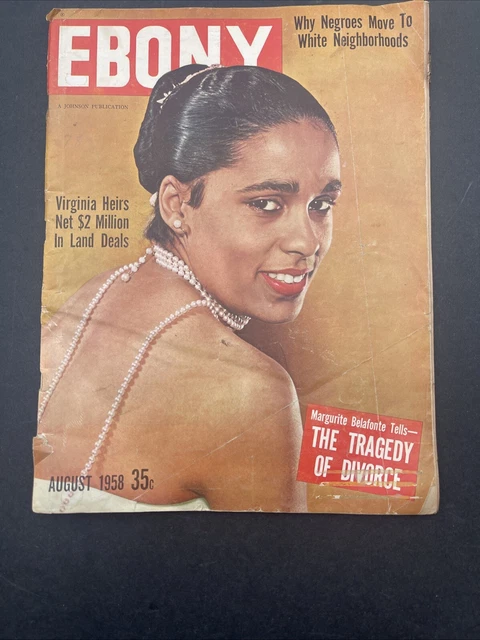 EBONY
Why Negroes Move To
White Neighborhoods
A JOHNSON PUBLICATION
Virginia Heirs
Net $2 Million
In Land Deals
Margurite Belafonte Tells—
THE TRAGEDY
OF DIVORCE
AUGUST 1958 35c